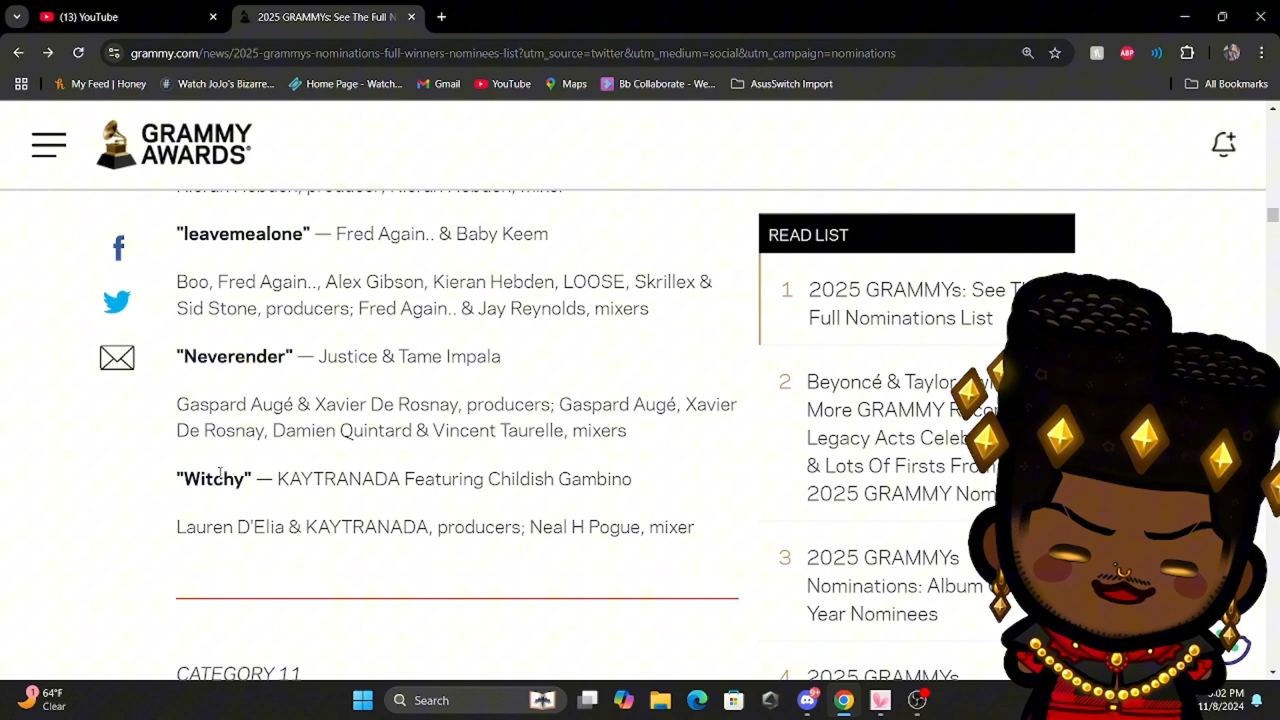 (13) YouTube
2025 GRAMMYs: See The Full N
grammy.com/news/2025-grammys-nominations-full-winners-nominees-list?utm_source=twitter&utm_medium=social&utm_campaign=nominations
ABP
My Feed | Honey
Watch JoJo's Bizarre...
Home Page - Watch...
Gmail
YouTube
Maps
Bb Collaborate - We...
AsusSwitch Import
All Bookmarks
GRAMMY
AWARDS®
"leavemealone" — Fred Again.. & Baby Keem
Boo, Fred Again.., Alex Gibson, Kieran Hebden, LOOSE, Skrillex &
Sid Stone, producers; Fred Again.. & Jay Reynolds, mixers
"Neverender" — Justice & Tame Impala
Gaspard Augé & Xavier De Rosnay, producers; Gaspard Augé, Xavier
De Rosnay, Damien Quintard & Vincent Taurelle, mixers
"Witchy" — KAYTRANADA Featuring Childish Gambino
Lauren D'Elia & KAYTRANADA, producers; Neal H Pogue, mixer
CATEGORY 11
READ LIST
1 2025 GRAMMYs: See
Full Nominations List
2 Beyoncé & Taylor
More GRAMMY
Legacy Acts
& Lots Of Firsts
2025 GRAMMY
3 2025 GRAMMYs
Nominations: Album
Year Nominees
4 2025 GRAMMYs
1
64°F
Clear
Search
11/8/2024